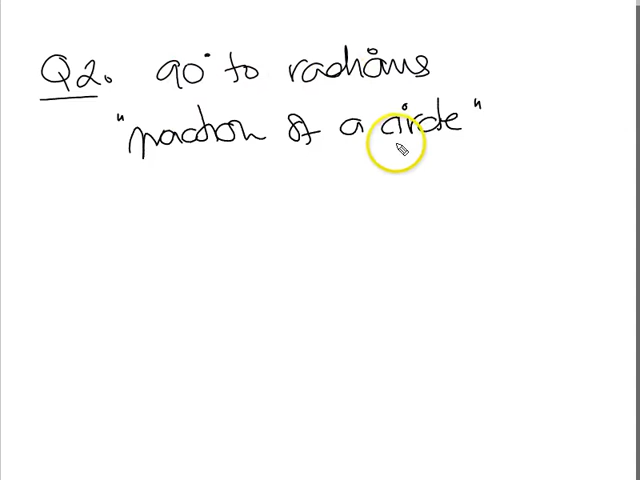 Q2. 90° to radians
"fraction of a circle"